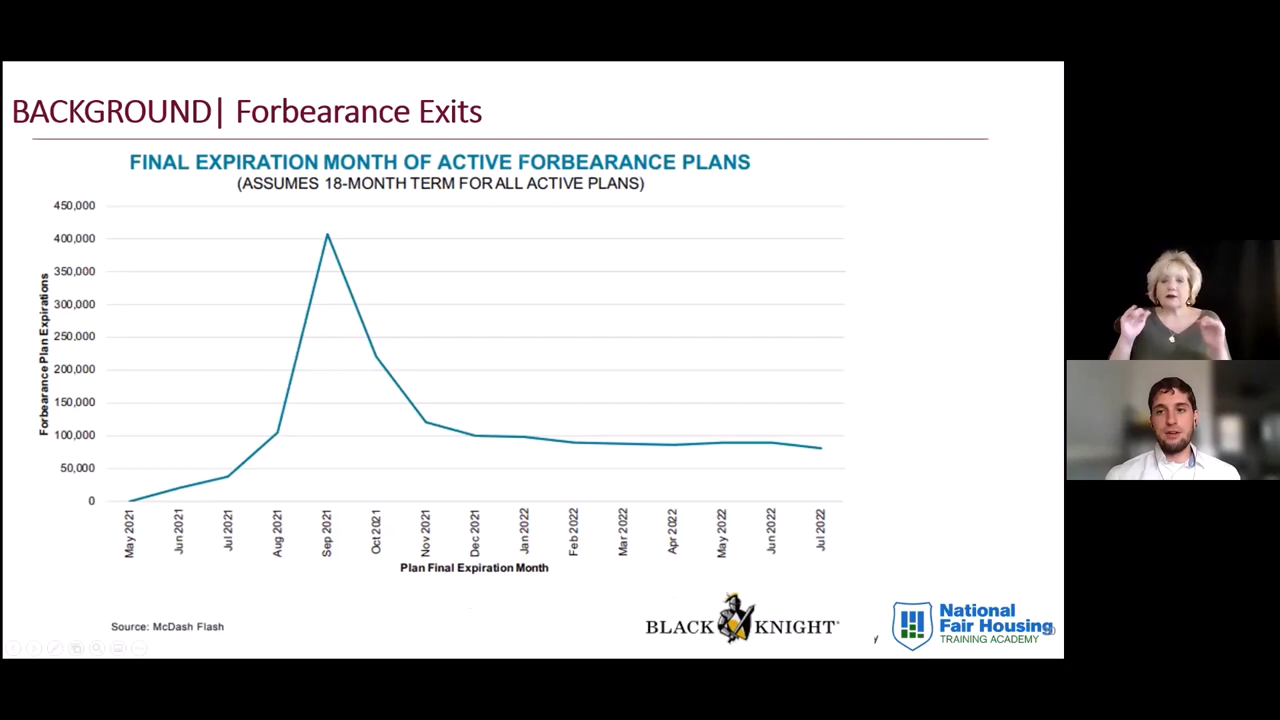 BACKGROUND| Forbearance Exits
FINAL EXPIRATION MONTH OF ACTIVE FORBEARANCE PLANS
(ASSUMES 18-MONTH TERM FOR ALL ACTIVE PLANS)
Forbearance Plan Expirations
450,000
400,000
350,000
300,000
250,000
200,000
150,000
100,000
50,000
0
May 2021
Jun 2021
Jul 2021
Aug 2021
Sep 2021
Oct 2021
Nov 2021
Dec 2021
Jan 2022
Feb 2022
Mar 2022
Apr 2022
May 2022
Jun 2022
Jul 2022
Plan Final Expiration Month
Source: McDash Flash
BLACK KNIGHT
y
National
Fair Housing
TRAINING ACADEMY